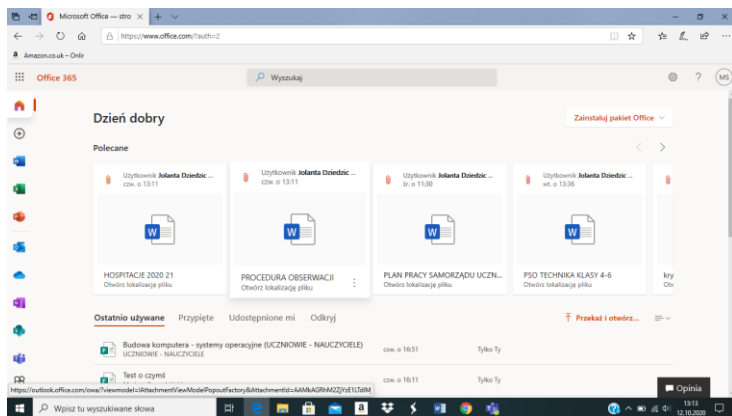 Microsoft Office — stro
https://www.office.com/?auth=2
Amazon.co.uk – Onlir
Office 365
Wyszukaj
MS
Dzień dobry
Zainstaluj pakiet Office
Polecane
Użytkownik Jolanta Dziedzic ...
czw. o 13:11
Użytkownik Jolanta Dziedzic ...
czw. o 13:11
Użytkownik Jolanta Dziedzic ...
śr. o 11:30
Użytkownik Jolanta Dziedzic ...
wt. o 13:36
HOSPITACJE 2020 21
Otwórz lokalizację pliku
PROCEDURA OBSERWACJI
Otwórz lokalizację pliku
PLAN PRACY SAMORZĄDU UCZN...
Otwórz lokalizację pliku
PSO TECHNIKA KLASY 4-6
Otwórz lokalizację pliku
kry
Otw
Ostatnio używane Przypięte Udostępnione mi Odkryj
Przekaż i otwórz...
Budowa komputera - systemy operacyjne (UCZNIOWIE - NAUCZYCIELE)
UCZNIOWIE - NAUCZYCIELE
czw. o 16:51
Tylko Ty
Test o czymś
czw. o 16:11
Tylko Ty
Opinia
Wpisz tu wyszukiwane słowa
13:13
12.10.2020